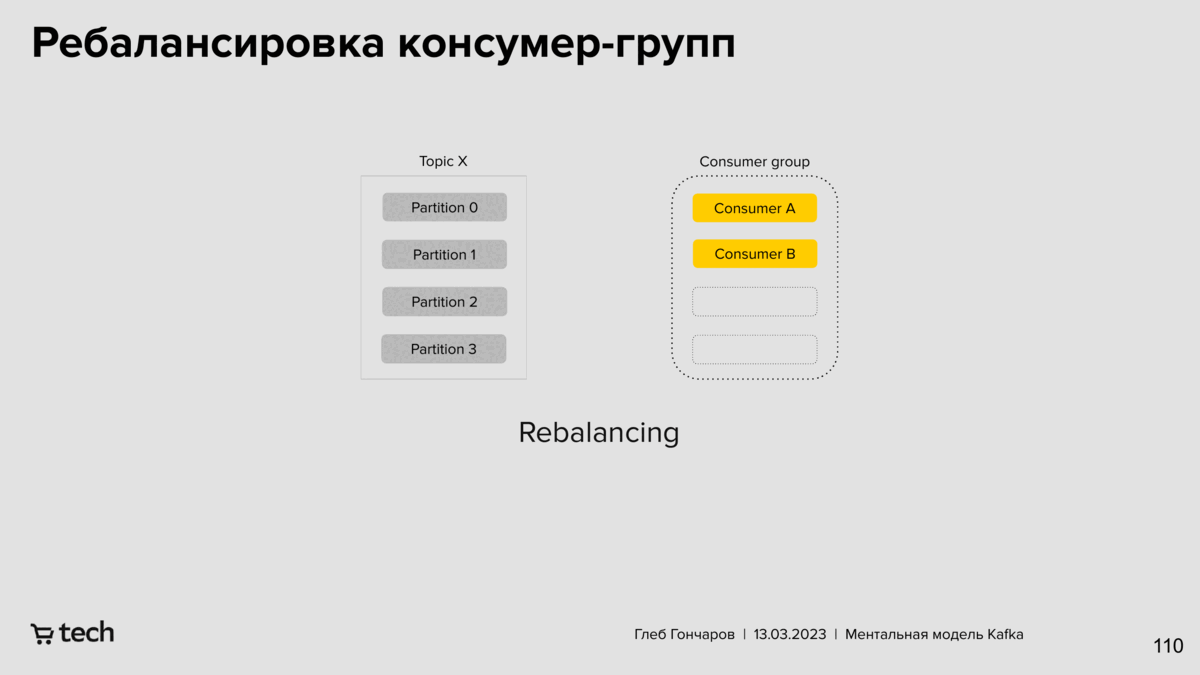 Ребалансировка консумер-групп
Topic X
Partition 0
Partition 1
Partition 2
Partition 3
Consumer group
Consumer A
Consumer B
Rebalancing
tech
Глеб Гончаров | 13.03.2023 | Ментальная модель Kafka
110